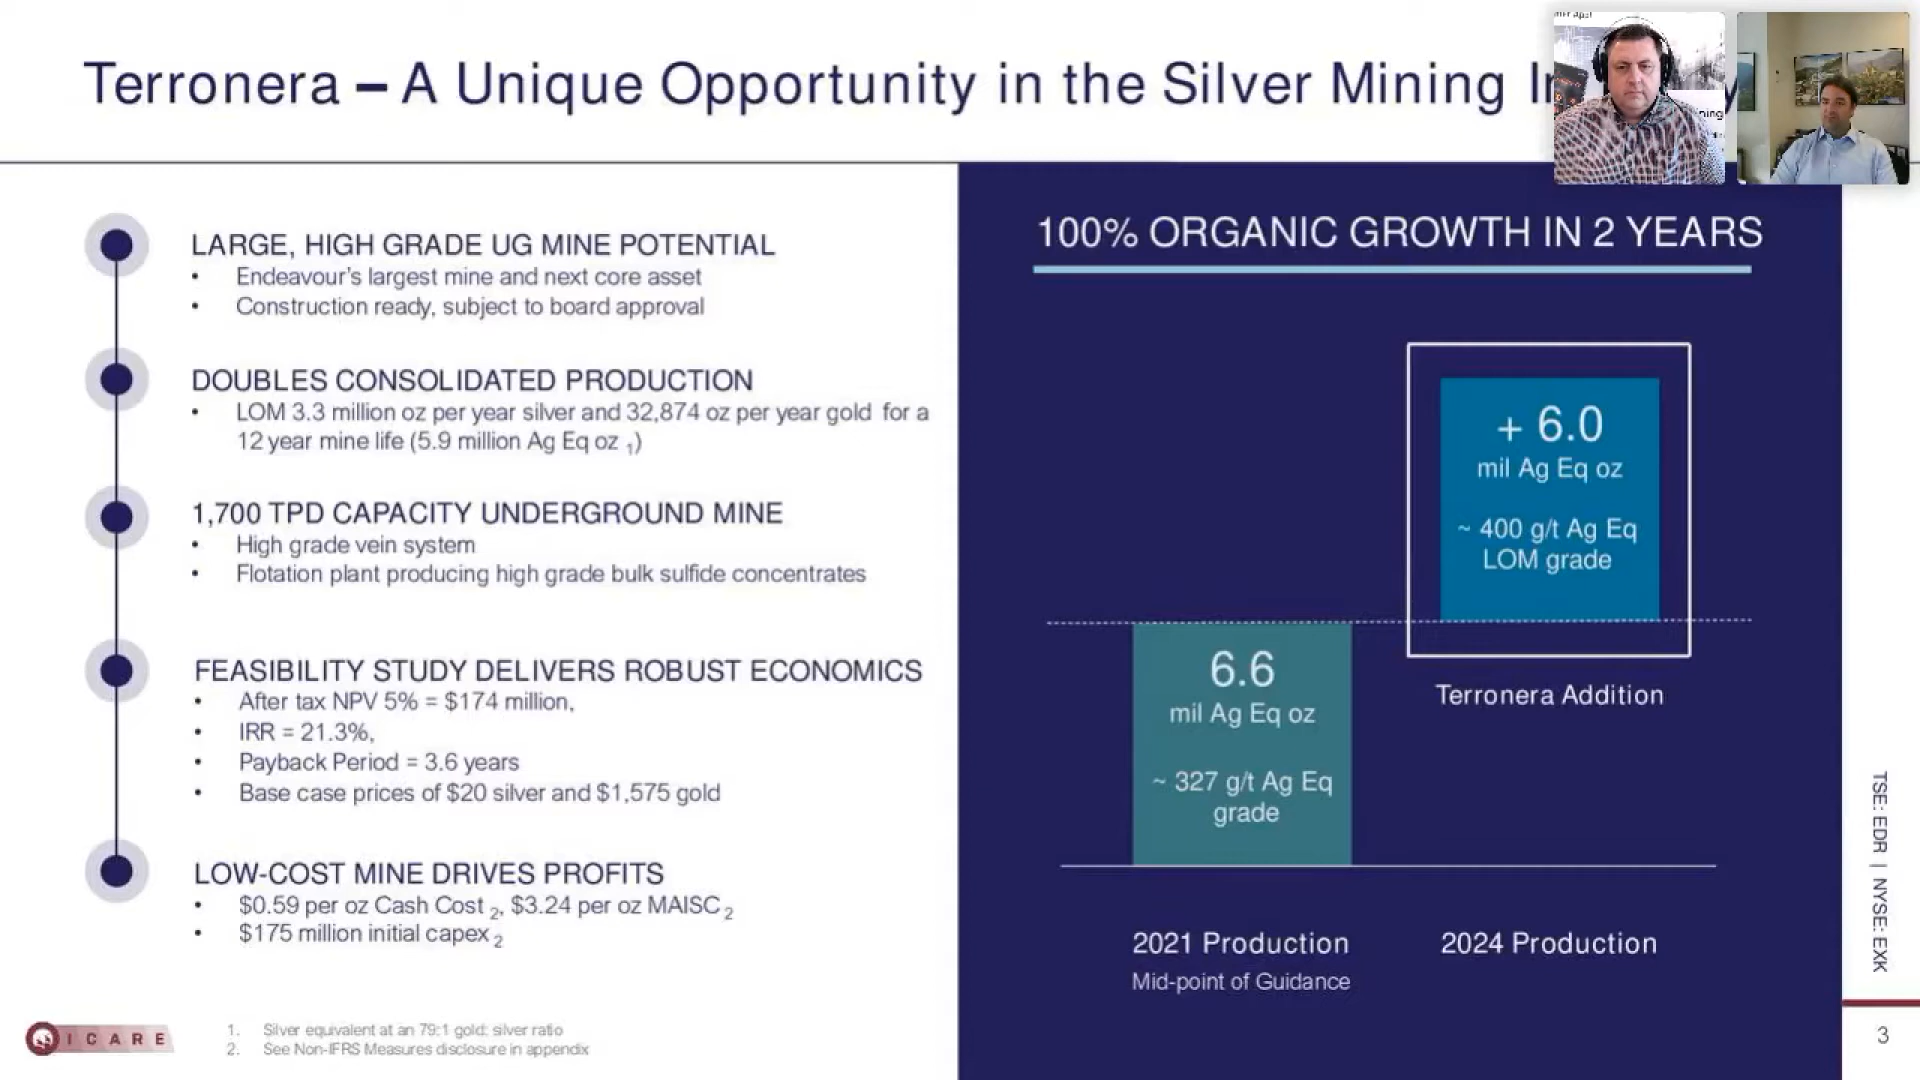 Terronera – A Unique Opportunity in the Silver Mining
LARGE, HIGH GRADE UG MINE POTENTIAL
• Endeavour's largest mine and next core asset
• Construction ready, subject to board approval
DOUBLES CONSOLIDATED PRODUCTION
• LOM 3.3 million oz per year silver and 32,874 oz per year gold for a
12 year mine life (5.9 million Ag Eq oz 1)
1,700 TPD CAPACITY UNDERGROUND MINE
• High grade vein system
• Flotation plant producing high grade bulk sulfide concentrates
FEASIBILITY STUDY DELIVERS ROBUST ECONOMICS
• After tax NPV 5% = $174 million,
• IRR = 21.3%,
• Payback Period = 3.6 years
• Base case prices of $20 silver and $1,575 gold
LOW-COST MINE DRIVES PROFITS
• $0.59 per oz Cash Cost 2, $3.24 per oz MAISC 2
• $175 million initial capex 2
100% ORGANIC GROWTH IN 2 YEARS
+ 6.0
mil Ag Eq oz
~ 400 g/t Ag Eq
LOM grade
Terronera Addition
6.6
mil Ag Eq oz
~ 327 g/t Ag Eq
grade
2021 Production
Mid-point of Guidance
2024 Production
TSE: EDR | NYSE: EXK
ICARE
1. Silver equivalent at an 79:1 gold: silver ratio
2. See Non-IFRS Measures disclosure in appendix
3